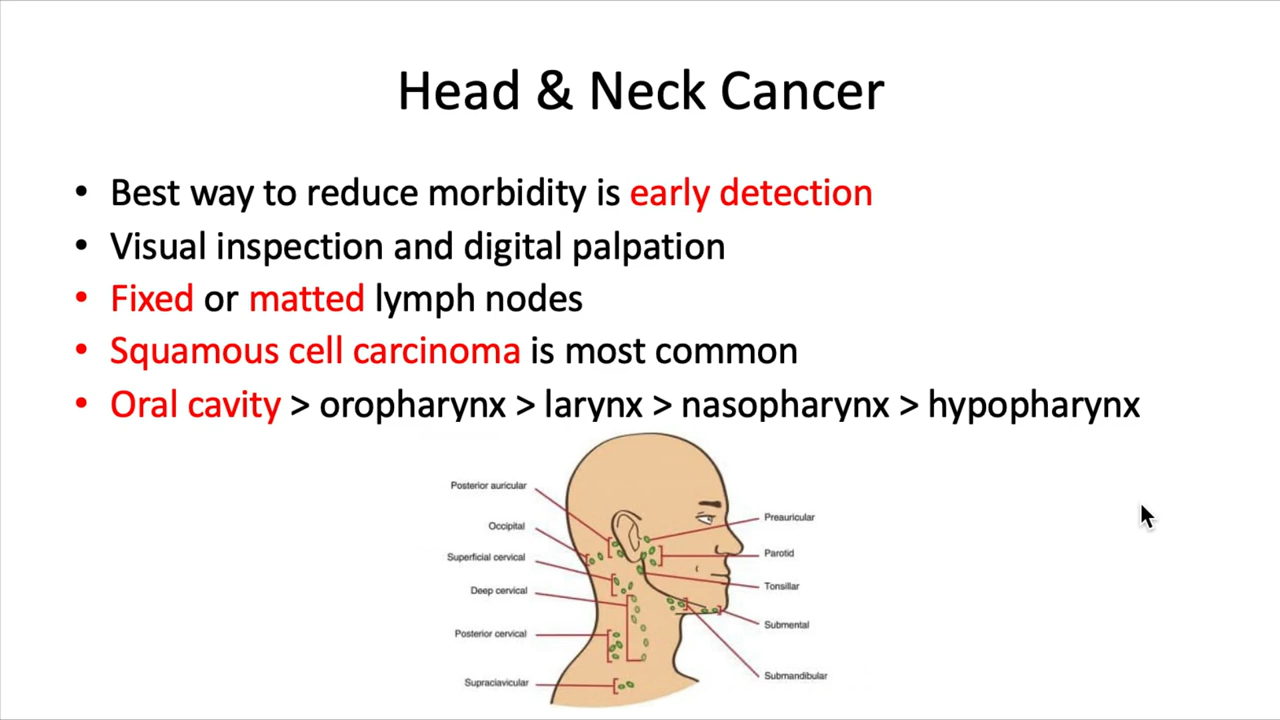 Head & Neck Cancer
• Best way to reduce morbidity is early detection
• Visual inspection and digital palpation
• Fixed or matted lymph nodes
• Squamous cell carcinoma is most common
• Oral cavity > oropharynx > larynx > nasopharynx > hypopharynx
Posterior auricular
Occipital
Superficial cervical
Deep cervical
Posterior cervical
Supraclavicular
Preauricular
Parotid
Tonsillar
Submental
Submandibular